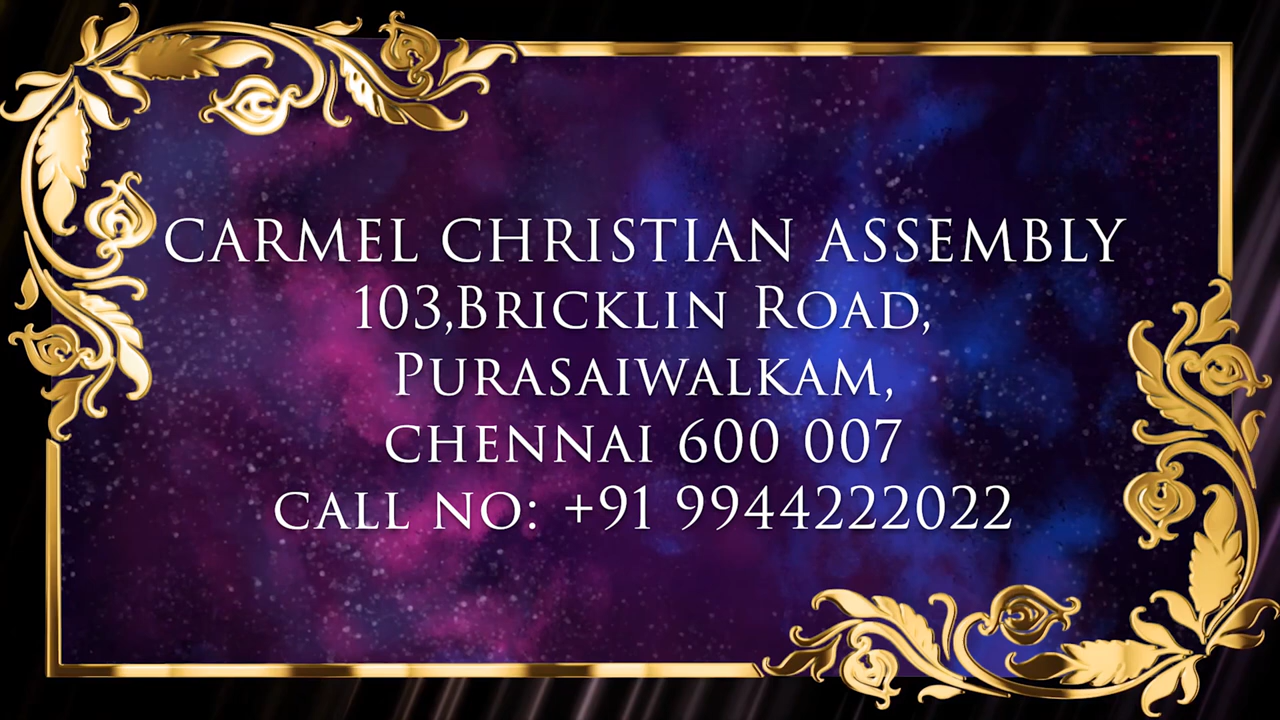 CARMEL CHRISTIAN ASSEMBLY
103,Bricklin Road,
Purasaiwalkam,
chennai 600 007
call no: +91 9944222022